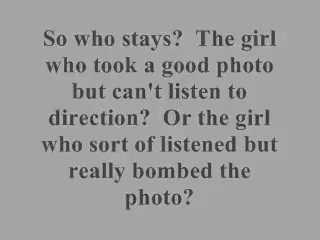 So who stays?  The girl
who took a good photo
but can't listen to
direction?  Or the girl
who sort of listened but
really bombed the
photo?